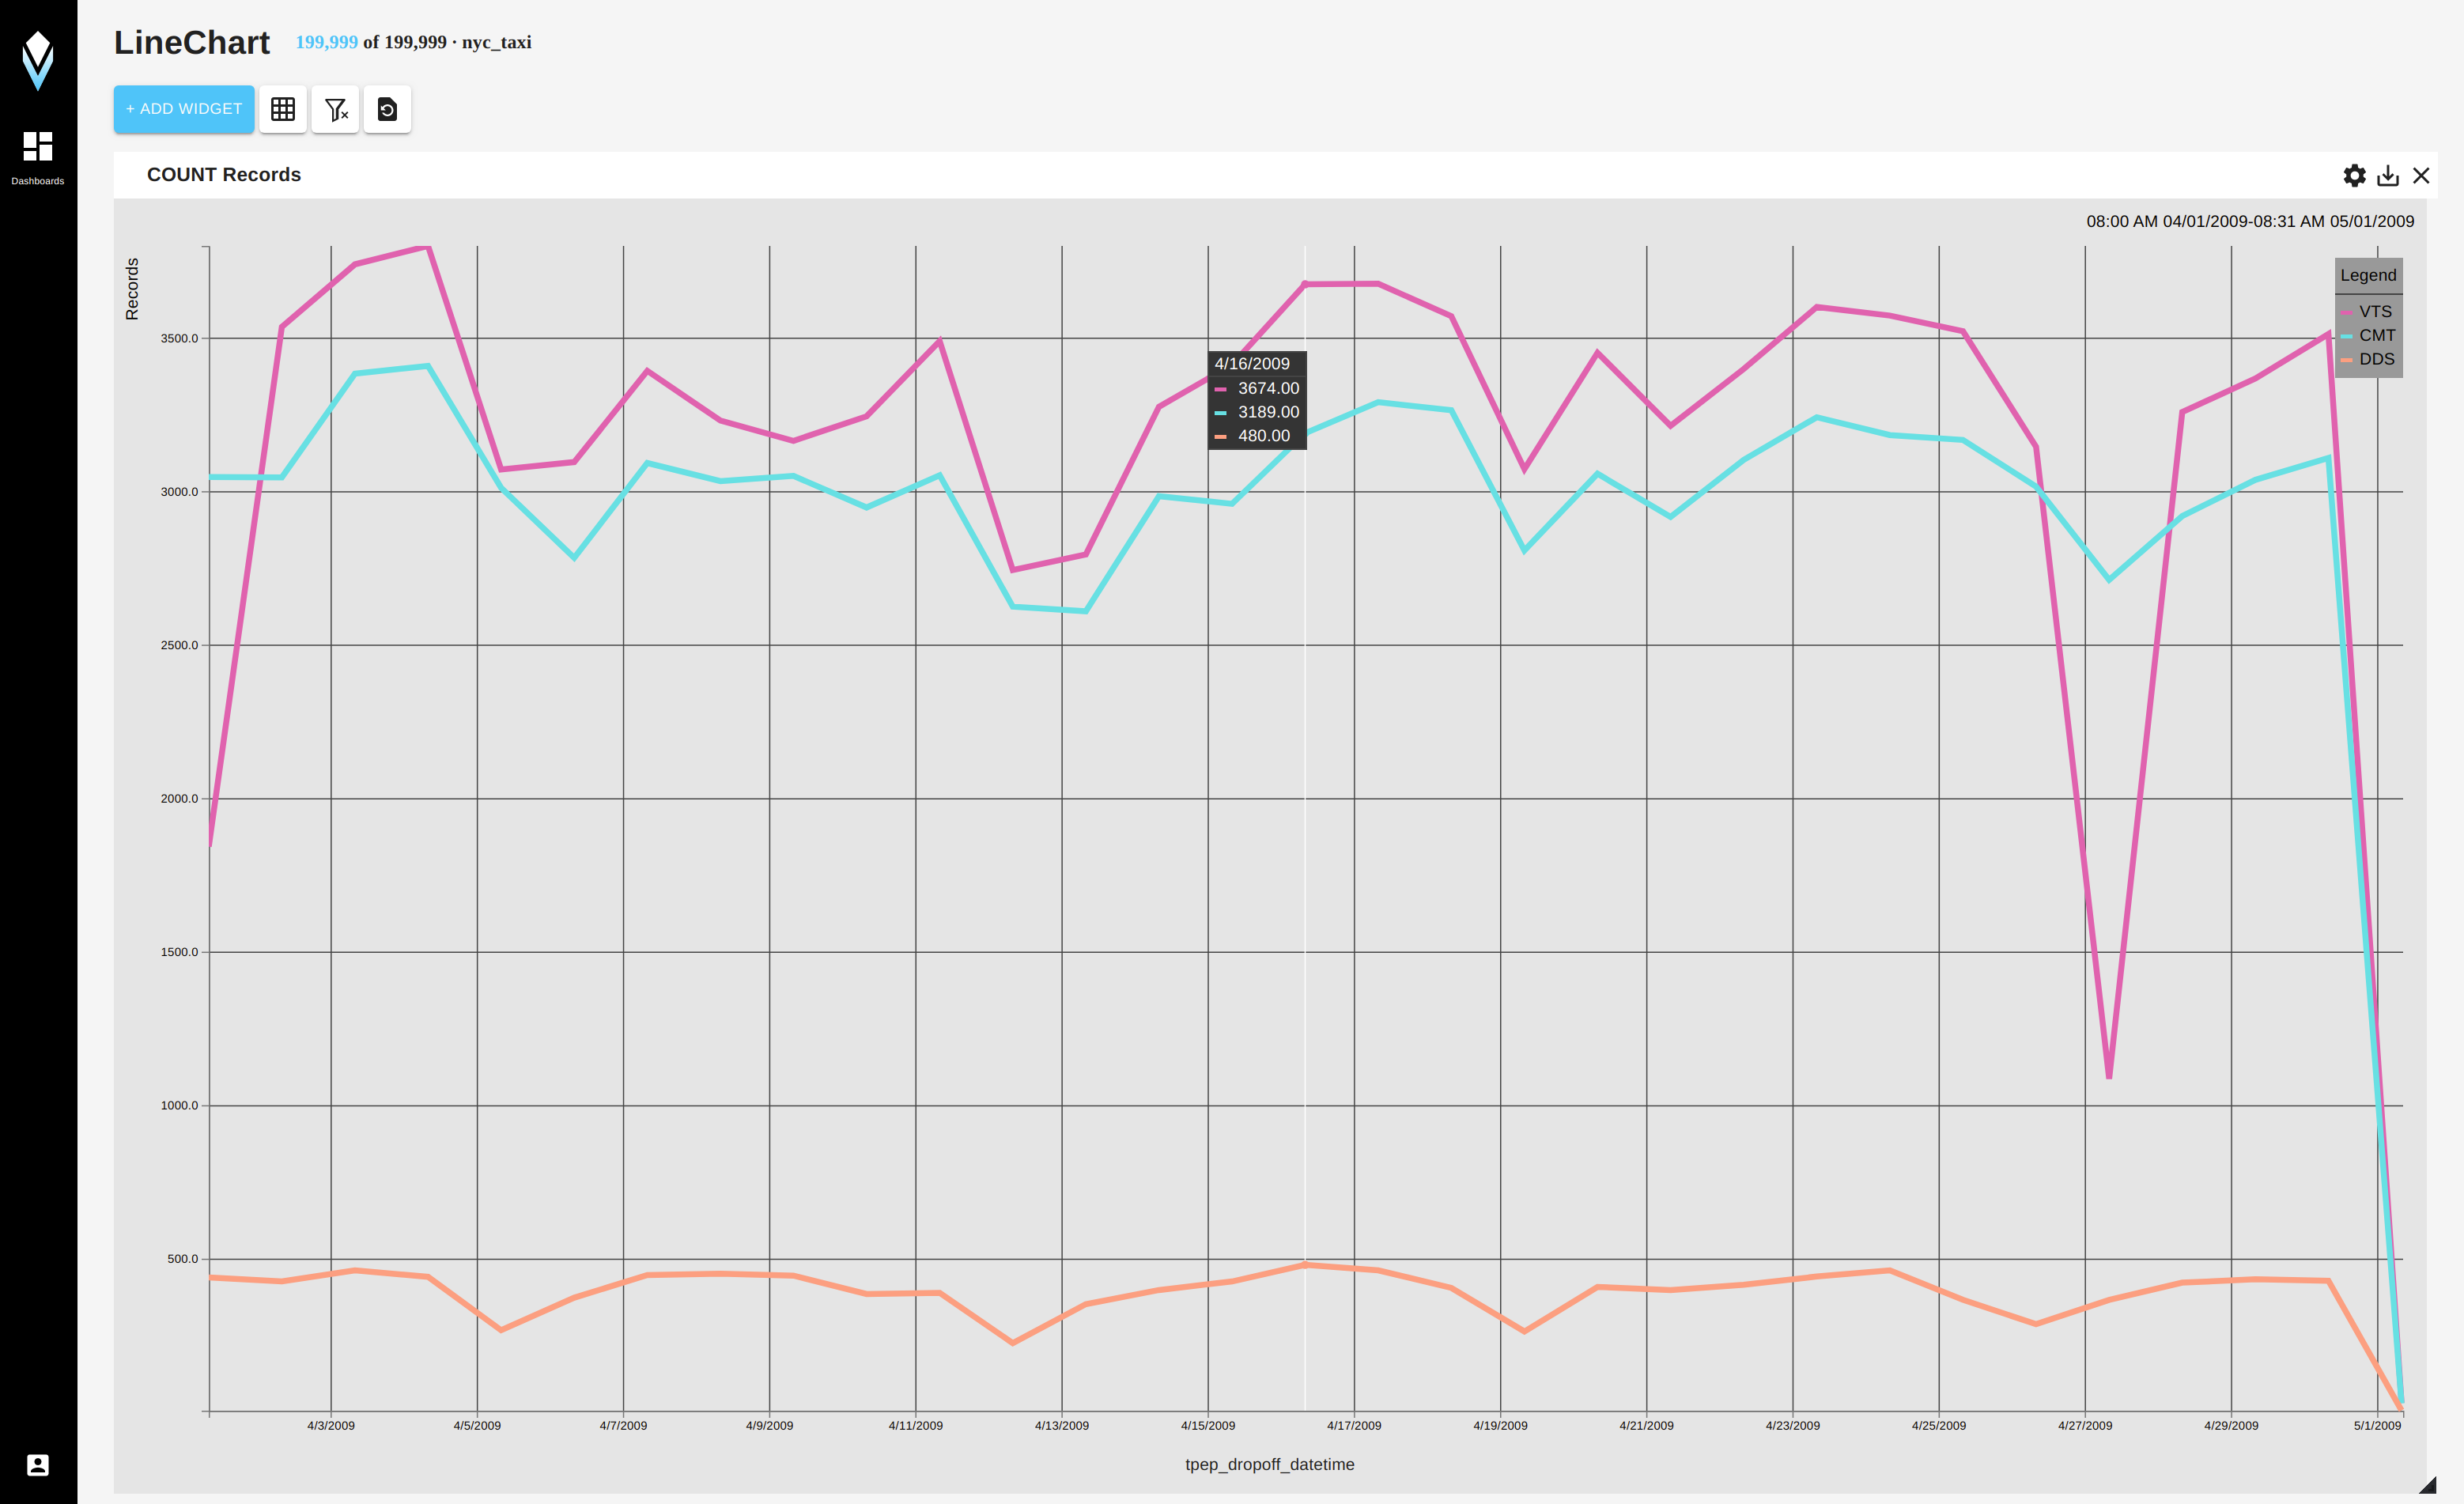 LineChart 199,999 of 199,999 · nyc_taxi
+ ADD WIDGET
Dashboards
COUNT Records
08:00 AM 04/01/2009-08:31 AM 05/01/2009
Records
Legend
VTS
CMT
DDS
3500.0
3000.0
2500.0
2000.0
1500.0
1000.0
500.0
4/16/2009
3674.00
3189.00
480.00
4/3/2009 4/5/2009 4/7/2009 4/9/2009 4/11/2009 4/13/2009 4/15/2009 4/17/2009 4/19/2009 4/21/2009 4/23/2009 4/25/2009 4/27/2009 4/29/2009 5/1/2009
tpep_dropoff_datetime